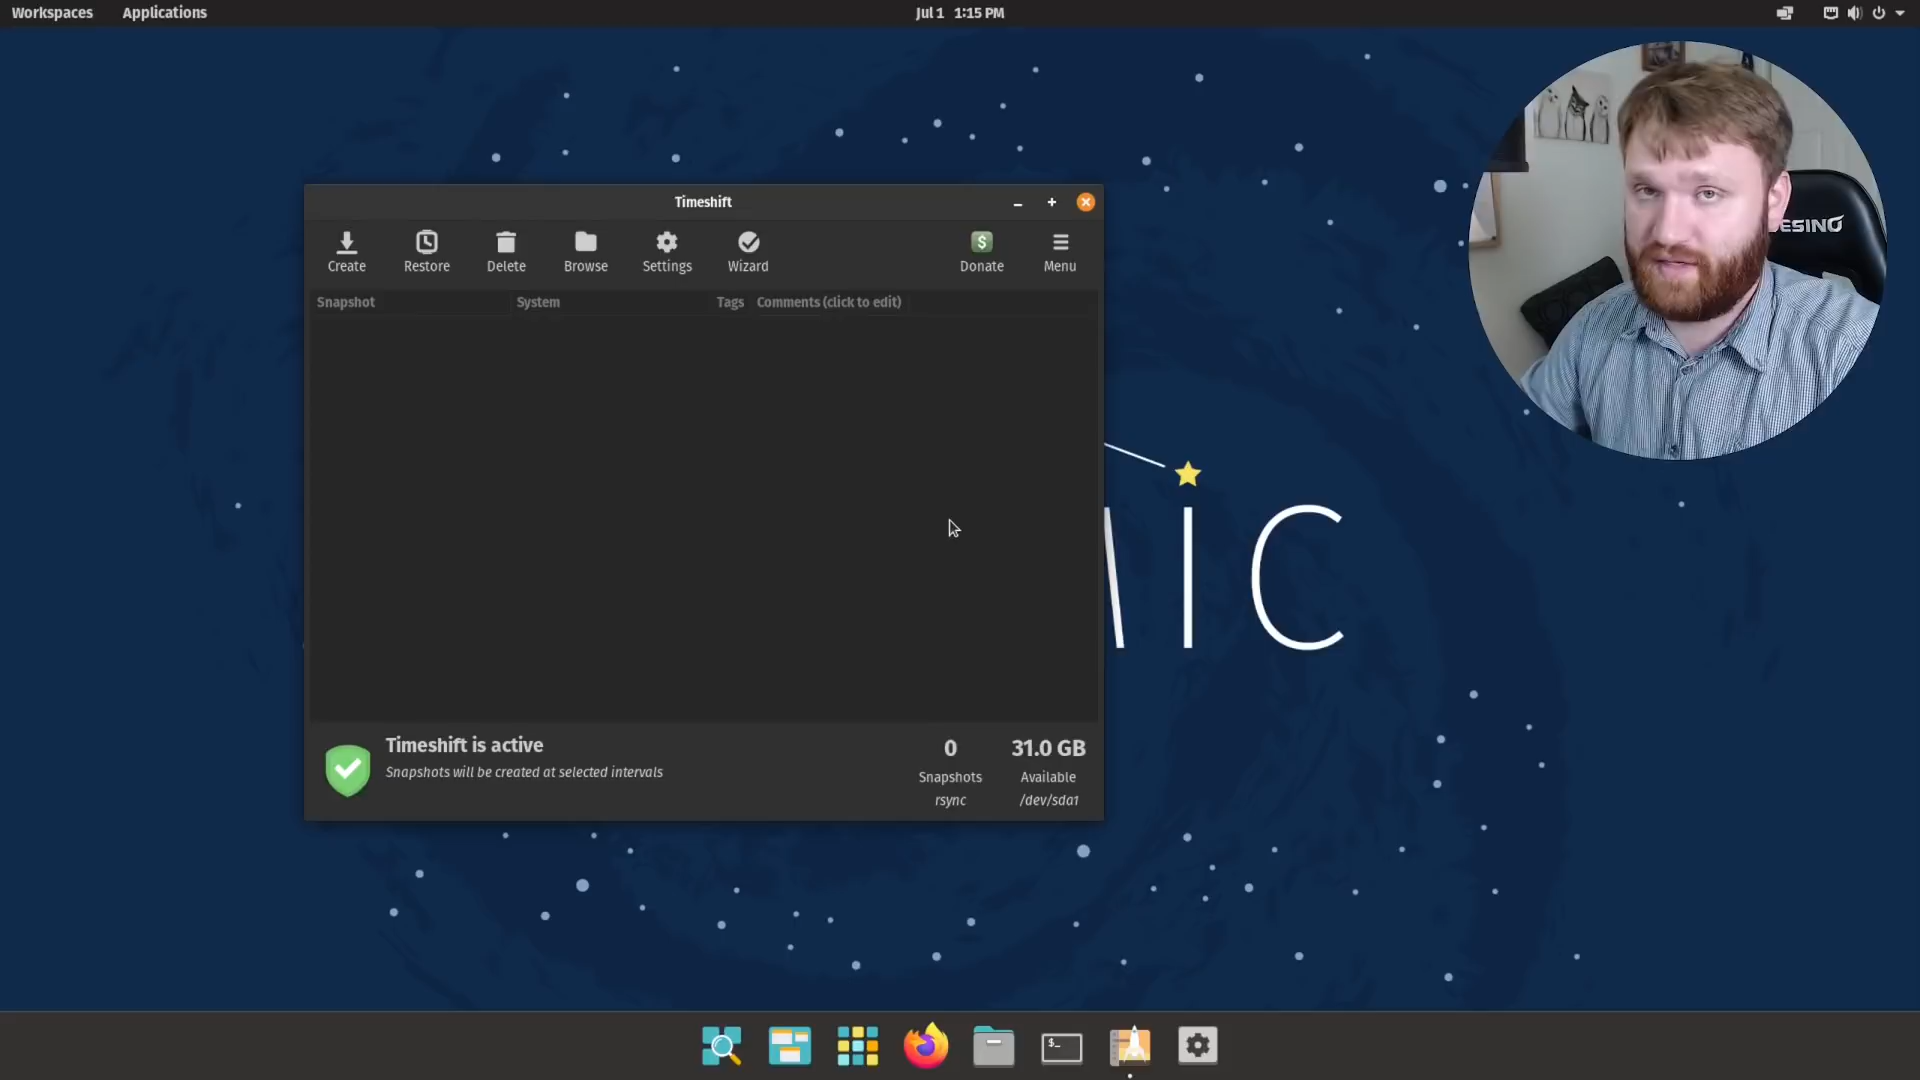 Workspaces Applications Jul 1 1:15 PM
Timeshift
Create Restore Delete Browse Settings Wizard Donate Menu
Snapshot System Tags Comments (click to edit)
Timeshift is active
Snapshots will be created at selected intervals
0 31.0 GB
Snapshots Available
rsync /dev/sda1
MIC
ESINO
$_